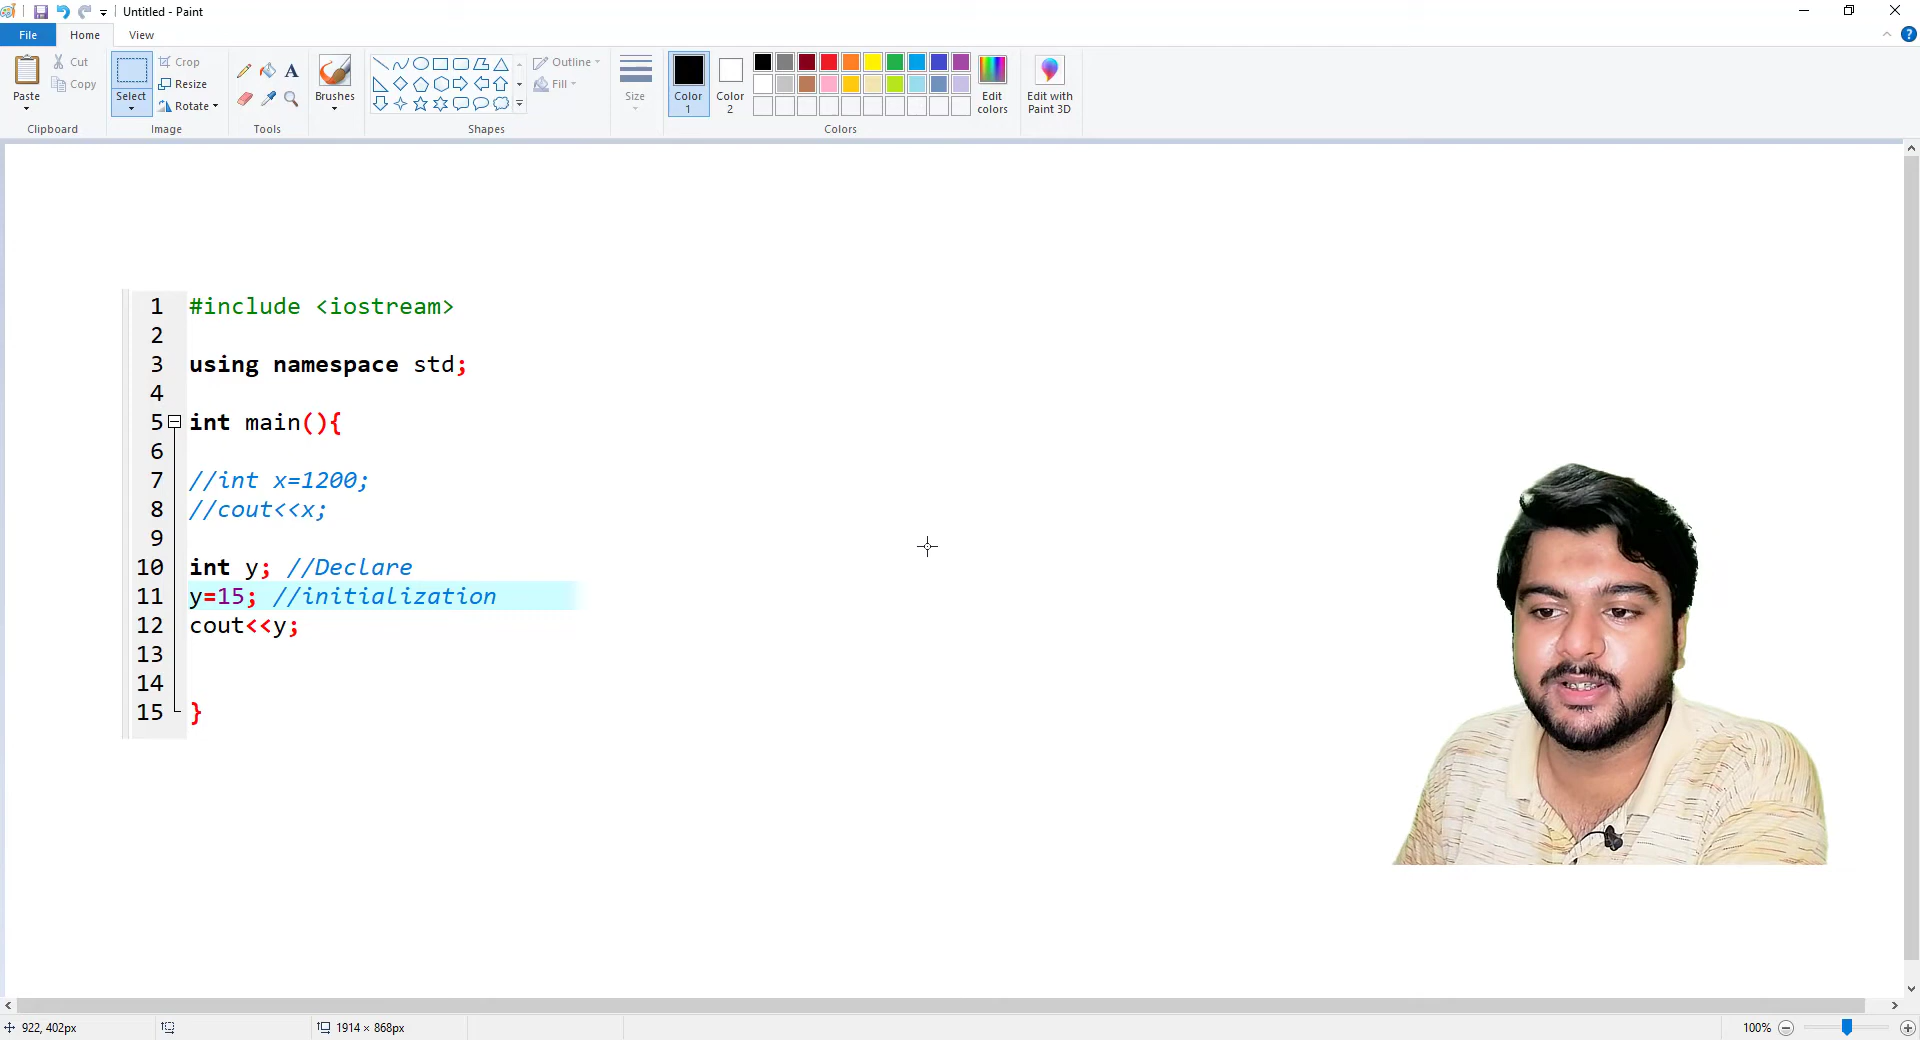 Untitled - Paint
File Home View
Paste
Cut
Copy
Clipboard
Select
Crop
Resize
Rotate
Image
A
Tools
Brushes
Outline
Fill
Shapes
Size
Color 1
Color 2
Edit colors
Colors
Edit with Paint 3D
1 #include <iostream>
2
3 using namespace std;
4
5 int main(){
6
7 //int x=1200;
8 //cout<<x;
9
10 int y; //Declare
11 y=15; //initialization
12 cout<<y;
13
14
15 }
922, 402px
1914 × 868px
100%